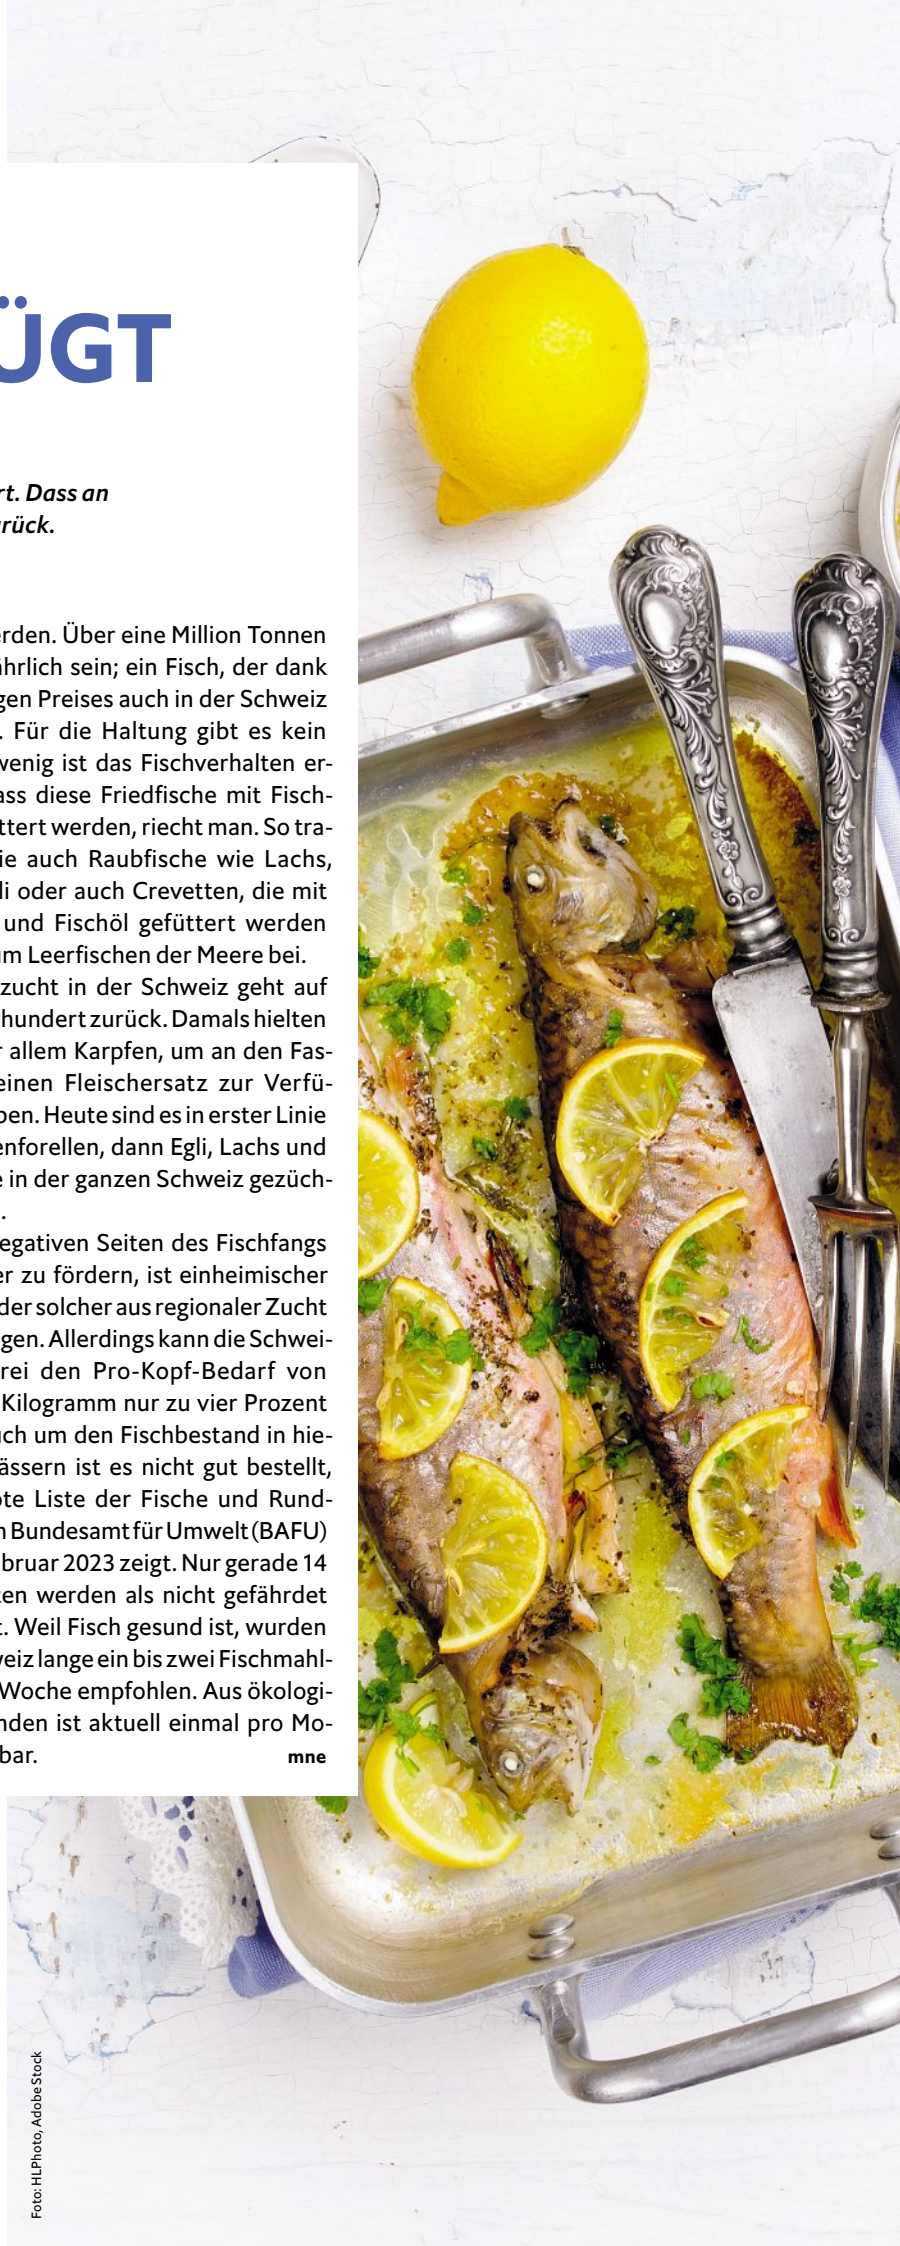 ÜGT
rt. Dass an
rück.
erden. Über eine Million Tonnen
ährlich sein; ein Fisch, der dank
gen Preises auch in der Schweiz
. Für die Haltung gibt es kein
wenig ist das Fischverhalten er-
ass diese Friedfische mit Fisch-
ttert werden, riecht man. So tra-
ie auch Raubfische wie Lachs,
li oder auch Crevetten, die mit
und Fischöl gefüttert werden
um Leerfischen der Meere bei.
zucht in der Schweiz geht auf
hundert zurück. Damals hielten
r allem Karpfen, um an den Fas-
einen Fleischersatz zur Verfü-
ben. Heute sind es in erster Linie
enforellen, dann Egli, Lachs und
e in der ganzen Schweiz gezüch-
.
egativen Seiten des Fischfangs
er zu fördern, ist einheimischer
der solcher aus regionaler Zucht
gen. Allerdings kann die Schwei-
rei den Pro-Kopf-Bedarf von
Kilogramm nur zu vier Prozent
uch um den Fischbestand in hie-
ässern ist es nicht gut bestellt,
ote Liste der Fische und Rund-
n Bundesamt für Umwelt (BAFU)
ebruar 2023 zeigt. Nur gerade 14
ten werden als nicht gefährdet
t. Weil Fisch gesund ist, wurden
weiz lange ein bis zwei Fischmahl-
Woche empfohlen. Aus ökologi-
nden ist aktuell einmal pro Mo-
bar. mne
Foto: HLPhoto, Adobe Stock